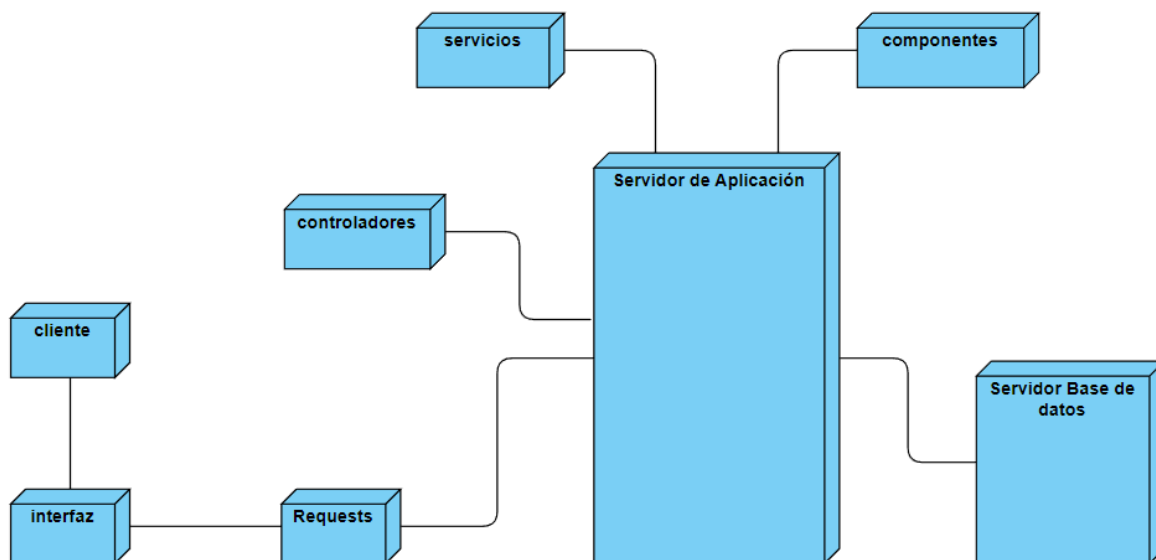 servicios
componentes
Servidor de Aplicación
controladores
cliente
Servidor Base de
datos
interfaz
Requests